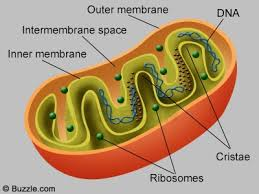 Outer membrane
DNA
Intermembrane space
Inner membrane
Cristae
Ribosomes
© Buzzle.com